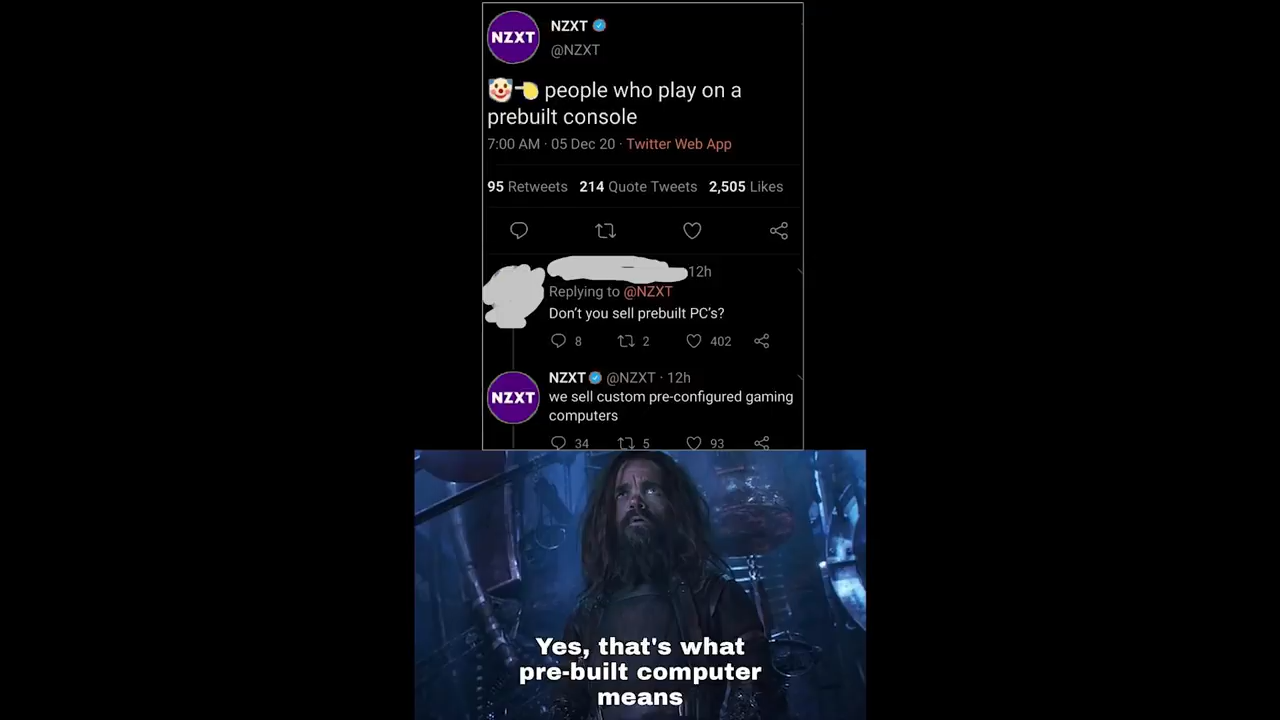 NZXT
NZXT
@NZXT
🤡👈 people who play on a
prebuilt console
7:00 AM · 05 Dec 20 · Twitter Web App
95 Retweets 214 Quote Tweets 2,505 Likes
12h
Replying to @NZXT
Don’t you sell prebuilt PC’s?
8 2 402
NZXT @NZXT · 12h
NZXT
we sell custom pre-configured gaming
computers
34 5 93
Yes, that's what
pre-built computer
means